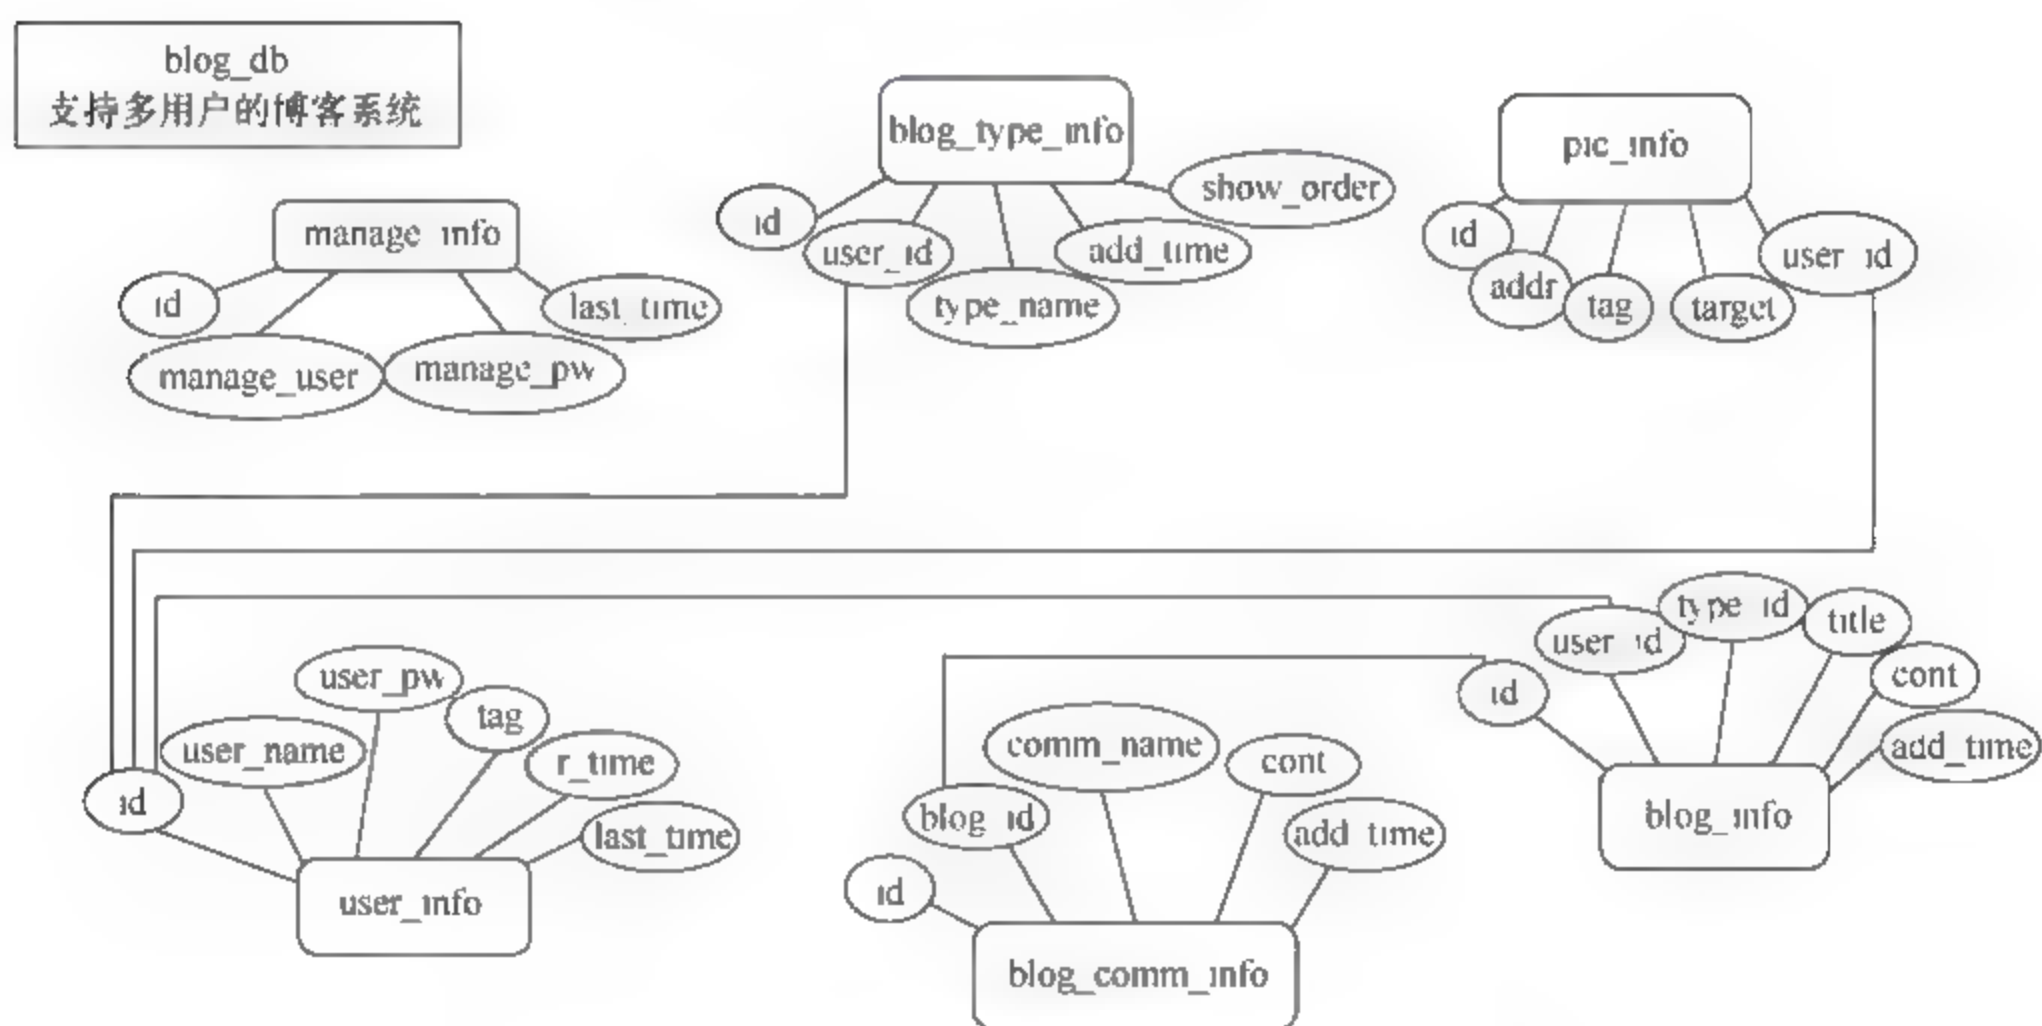 blog_db
支持多用户的博客系统
blog_type_info
pic_info
manage_info
id
manage_user
manage_pw
last_time
id
user_id
type_name
add_time
show_order
id
addr
tag
target
user_id
id
user_name
user_pw
tag
r_time
last_time
user_info
id
blog_id
comm_name
cont
add_time
blog_comm_info
id
user_id
type_id
title
cont
add_time
blog_info